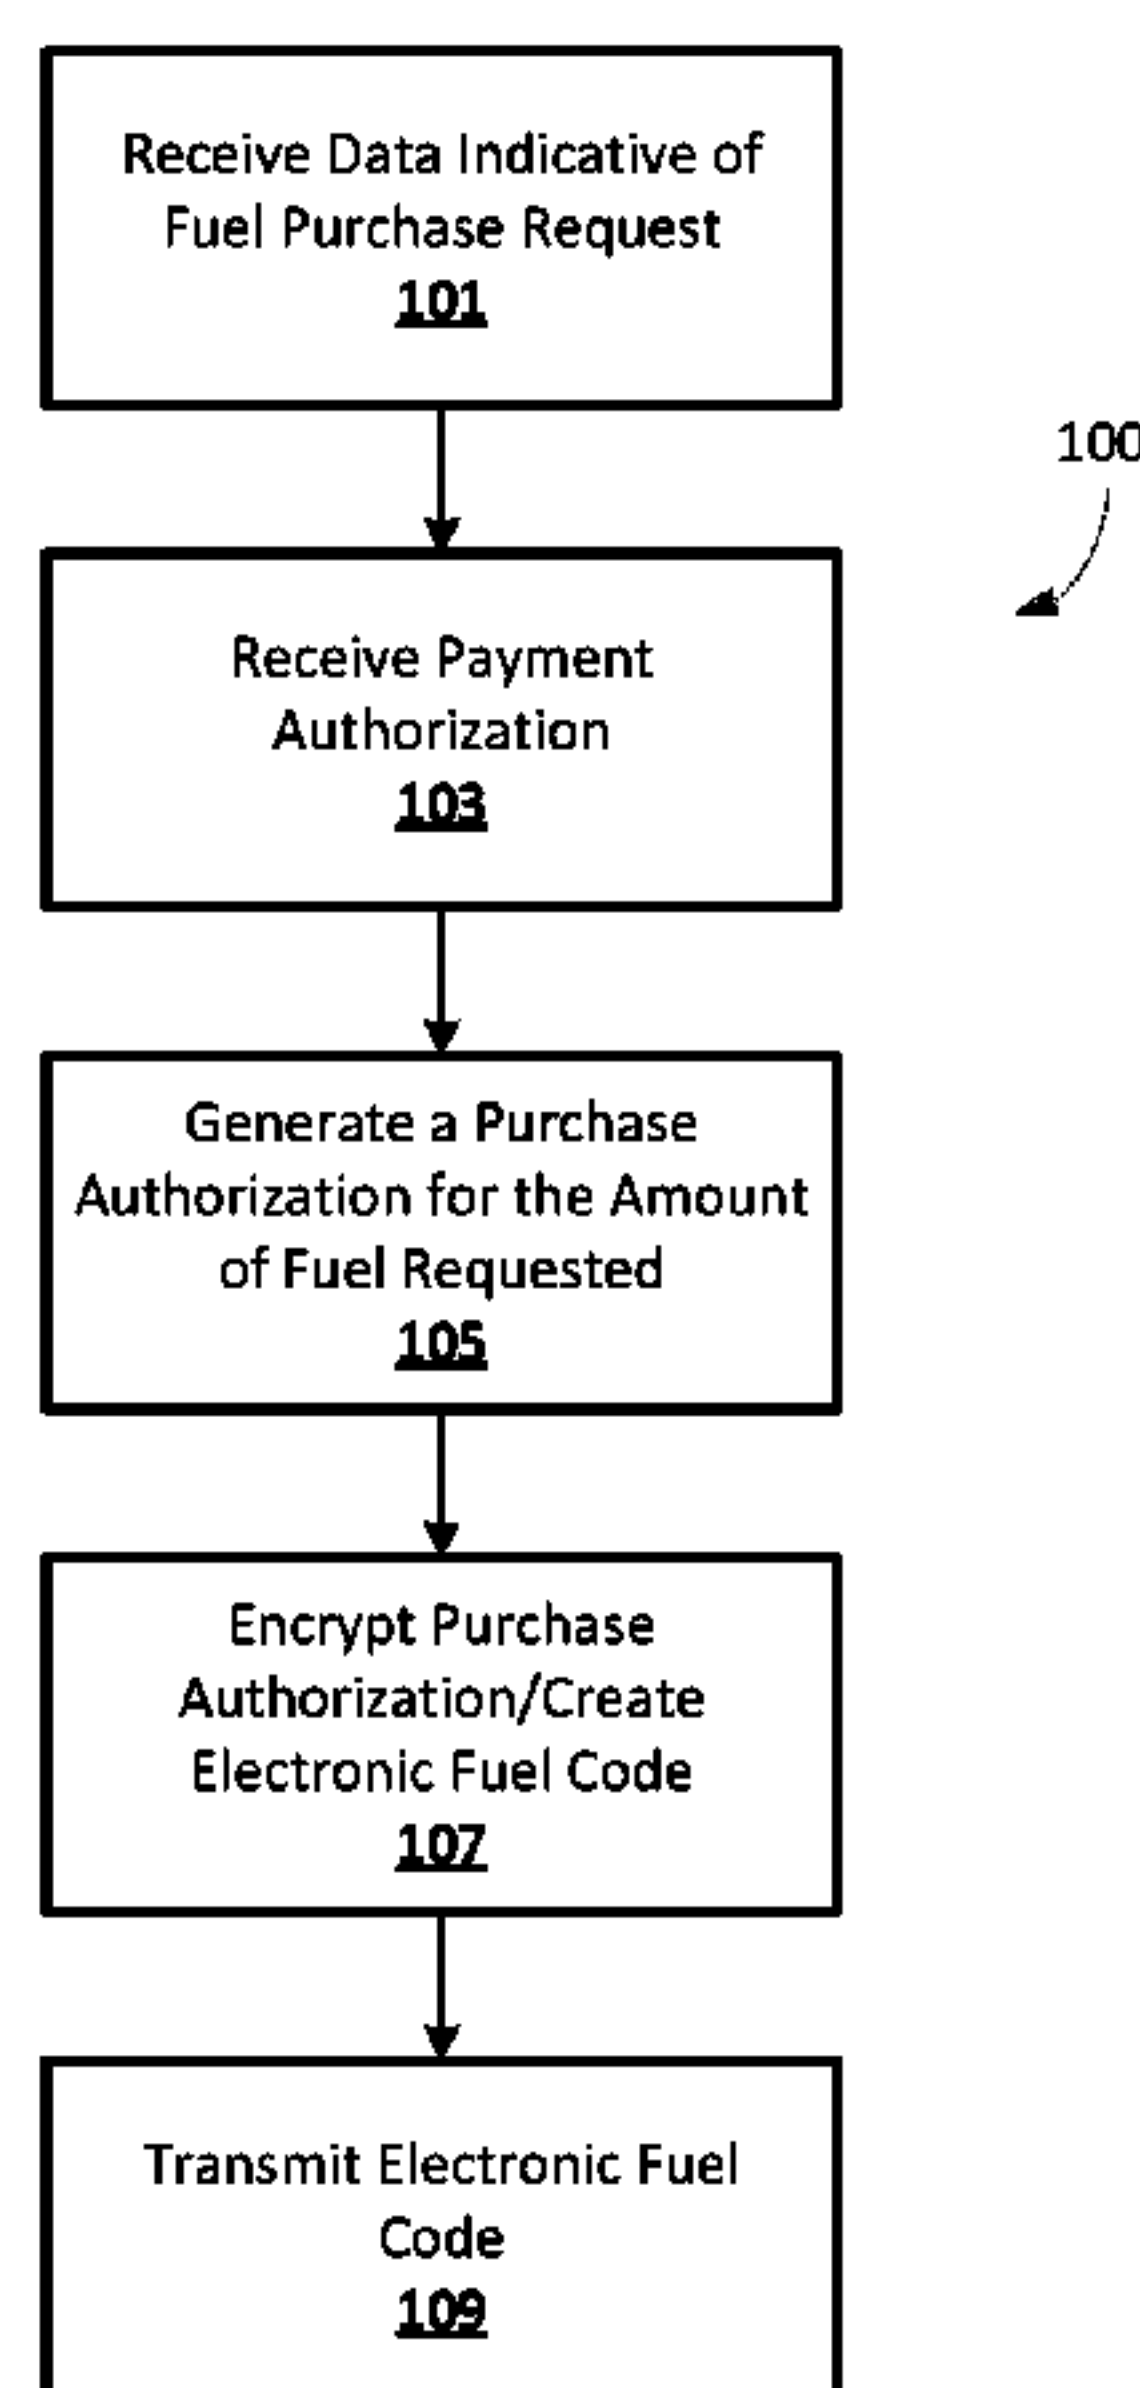 Receive Data Indicative of
Fuel Purchase Request
101
100
Receive Payment
Authorization
103
Generate a Purchase
Authorization for the Amount
of Fuel Requested
105
Encrypt Purchase
Authorization/Create
Electronic Fuel Code
107
Transmit Electronic Fuel
Code
109